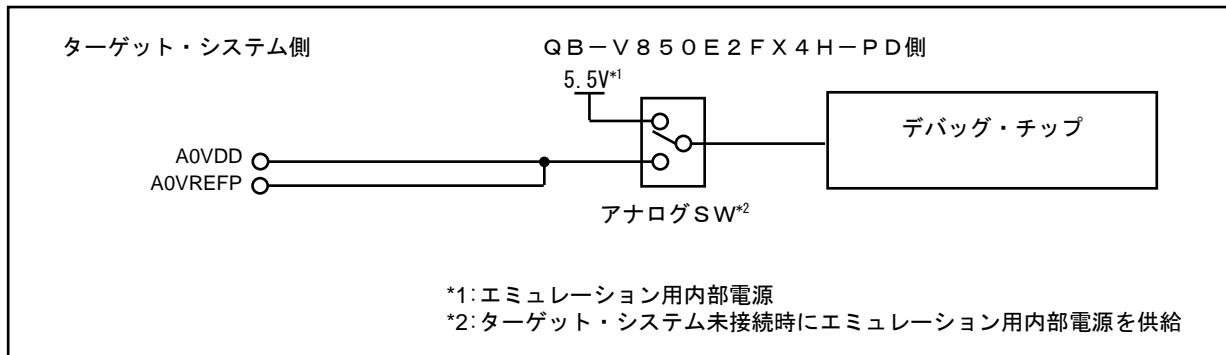 ターゲット・システム側
QB-V850E2FX4H-PD側
5.5V*1
デバッグ・チップ
A0VDD
A0VREFP
アナログSW*2
*1:エミュレーション用内部電源
*2:ターゲット・システム未接続時にエミュレーション用内部電源を供給